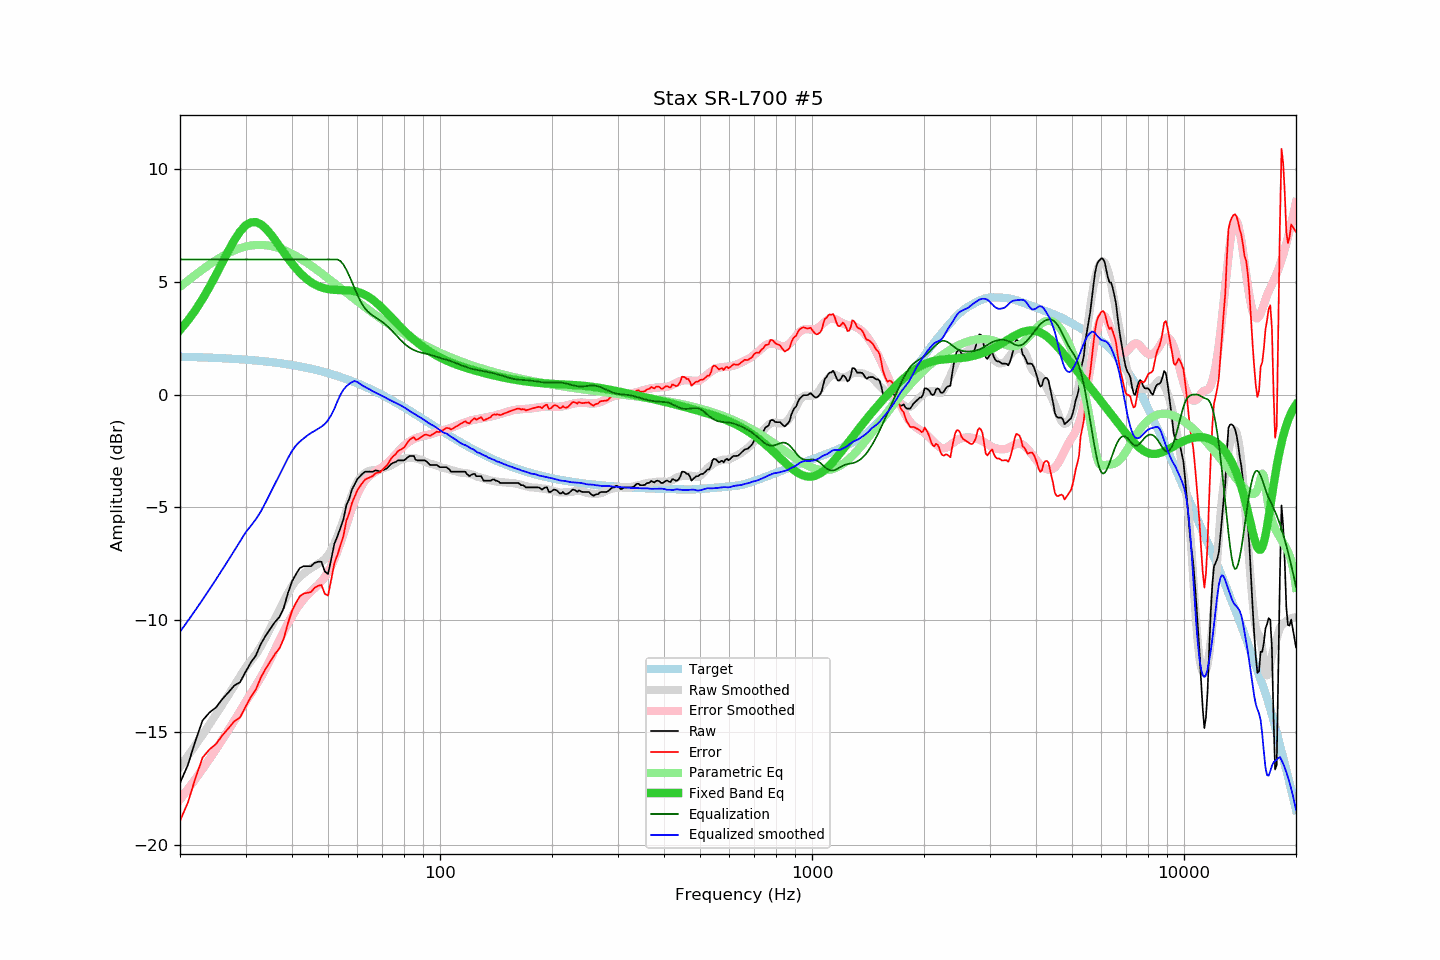 Stax SR-L700 #5
10
5
0
−5
−10
−15
−20
Amplitude (dBr)
Target
Raw Smoothed
Error Smoothed
Raw
Error
Parametric Eq
Fixed Band Eq
Equalization
Equalized smoothed
100
1000
10000
Frequency (Hz)